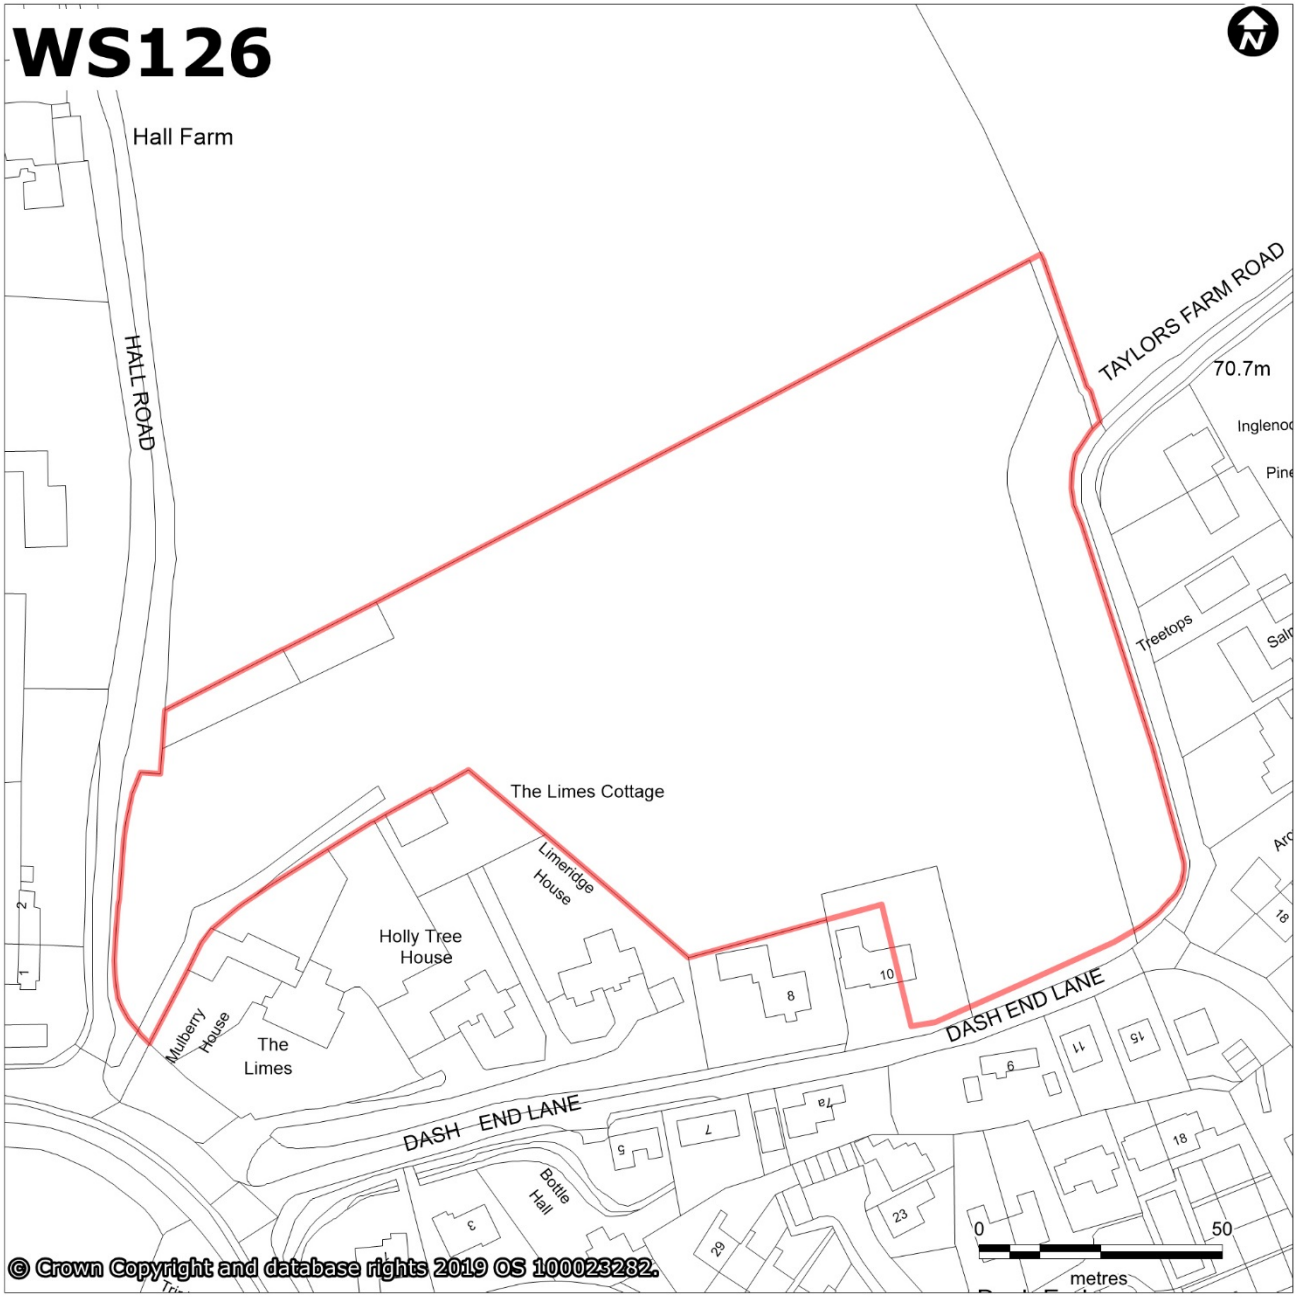 WS126
N
Hall Farm
HALL ROAD
TAYLORS FARM ROAD
70.7m
Treetops
The Limes Cottage
Limeridge
House
Holly Tree
House
Mulberry
House
The
Limes
2
1
8
10
DASH END LANE
9
11
15
18
18
DASH END LANE
5
7
7a
Bottle
Hall
3
29
23
0 50
metres
© Crown Copyright and database rights 2019 OS 100023282.